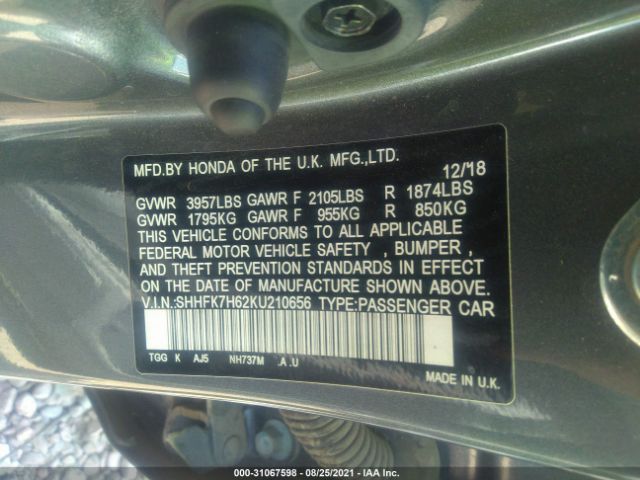 MFD.BY HONDA OF THE U.K. MFG.,LTD. 12/18
GVWR 3957LBS GAWR F 2105LBS R 1874LBS
GVWR 1795KG GAWR F 955KG R 850KG
THIS VEHICLE CONFORMS TO ALL APPLICABLE
FEDERAL MOTOR VEHICLE SAFETY , BUMPER ,
AND THEFT PREVENTION STANDARDS IN EFFECT
ON THE DATE OF MANUFACTURE SHOWN ABOVE.
V.I.N.:SHHFK7H62KU210656 TYPE:PASSENGER CAR
TGG K AJ5 NH737M .A.U
MADE IN U.K.
000-31067598 - 08/25/2021 - IAA Inc.